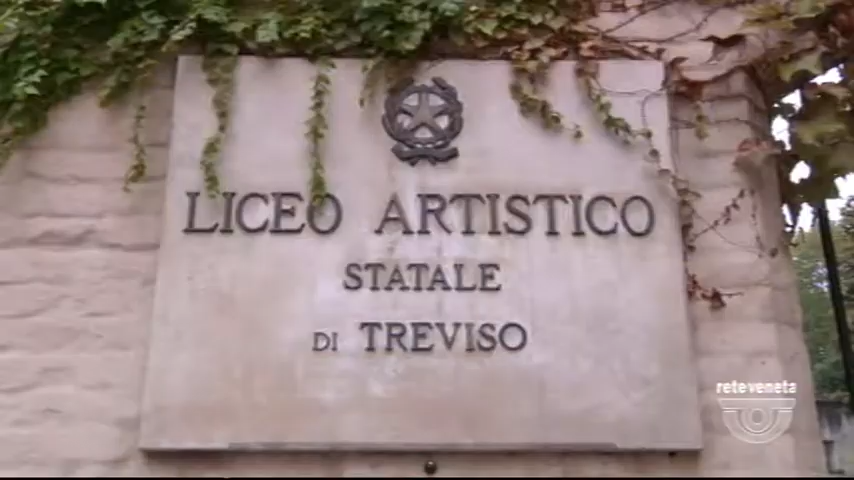 LICEO ARTISTICO
STATALE
DI TREVISO
reteveneta